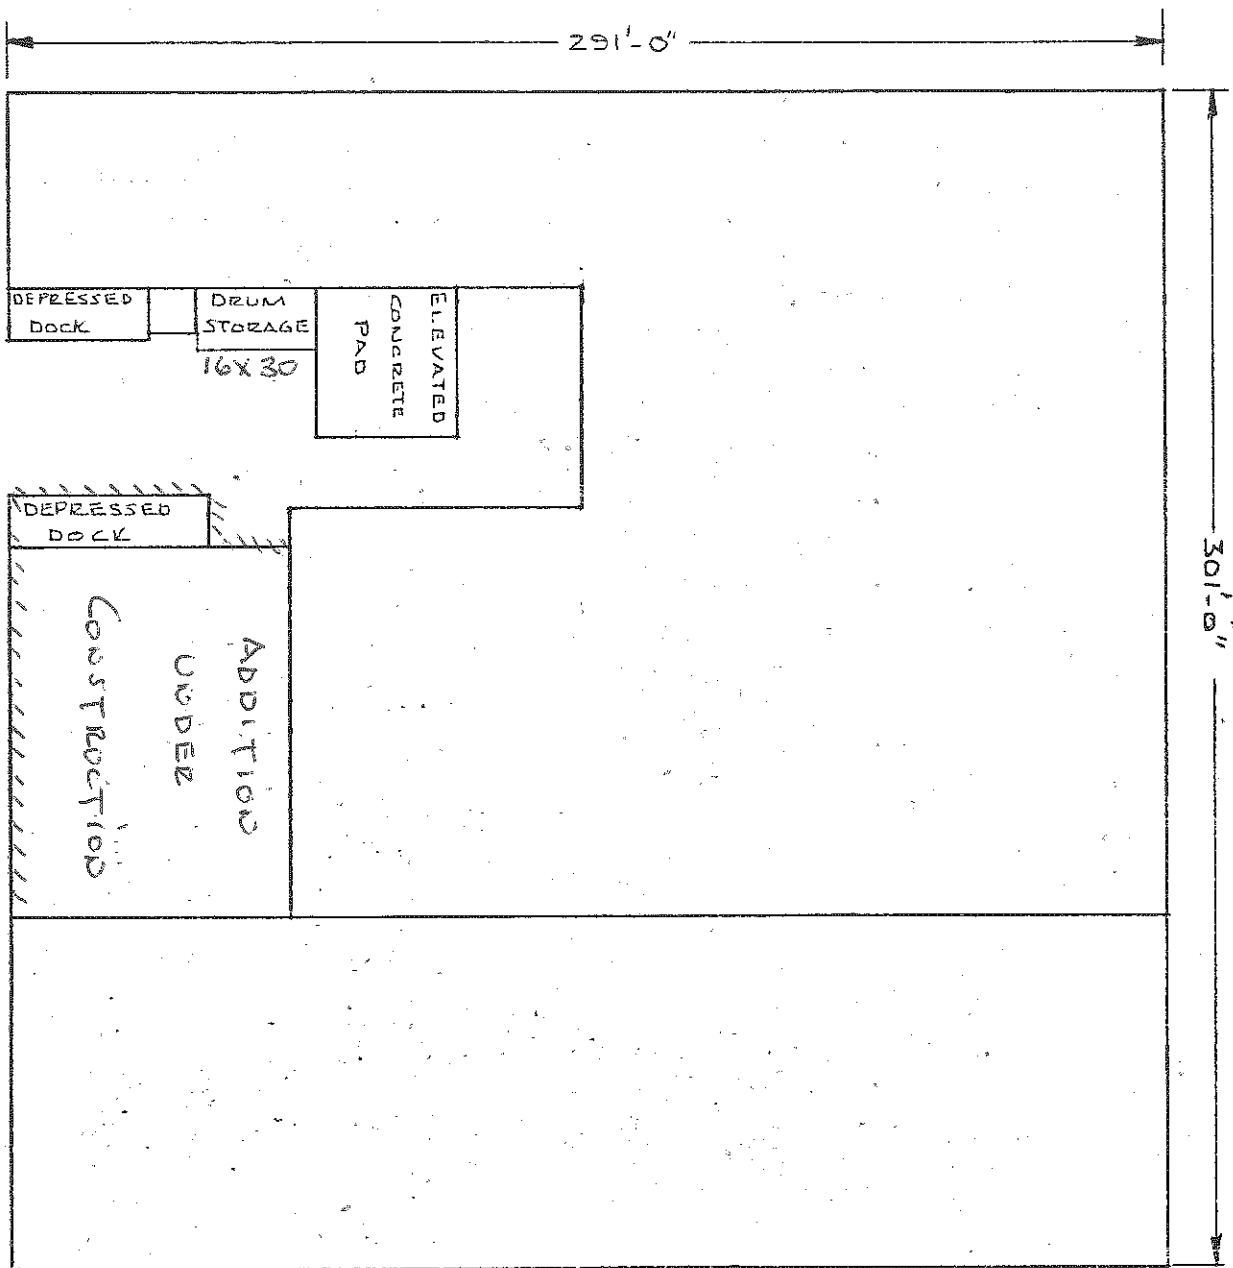 291'-0"
DEPRESSED
DOCK
DRUM
STORAGE
16X30
ELEVATED
CONCRETE
PAD
DEPRESSED
DOCK
301'-0"
ADDITION
UNDER
CONSTRUCTION